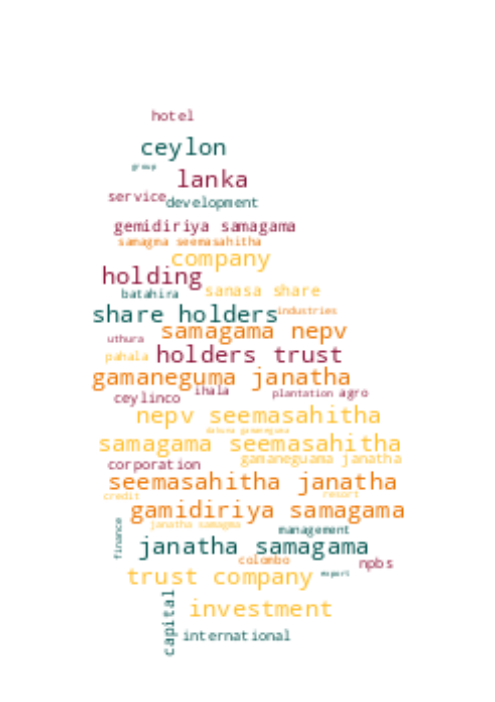 hotel
ceylon
group
lanka
service
development
gemidiriya samagama
samagma seemasahitha
company
holding
batahira
sanasa share
share holders
industries
samagama nepv
uthura
pahala
holders trust
gamaneguma janatha
ihala
plantation
agro
ceylinco
nepv seemasahitha
samagama seemasahitha
gamaneguama janatha
corporation
seemasahitha janatha
credit
resort
gamidiriya samagama
janatha samagma
finance
management
janatha samagama
colombo
npbs
trust company
export
capital
investment
international